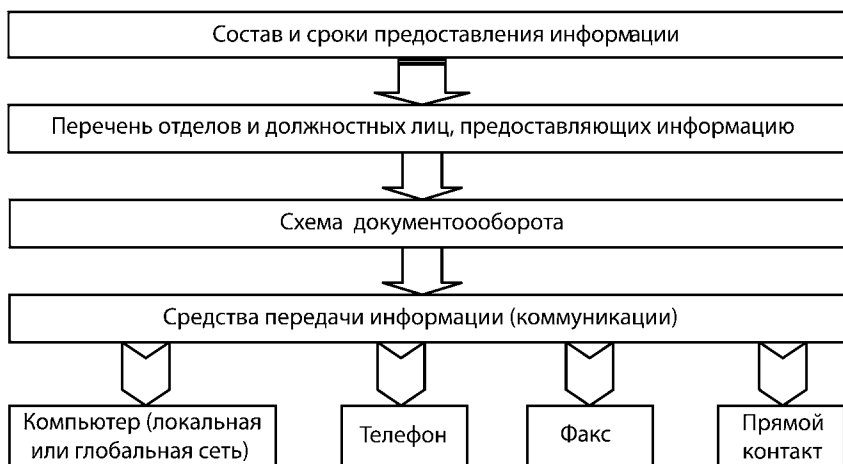 Состав и сроки предоставления информации
Перечень отделов и должностных лиц, предоставляющих информацию
Схема документоооборота
Средства передачи информации (коммуникации)
Компьютер (локальная
или глобальная сеть)
Телефон
Факс
Прямой
контакт